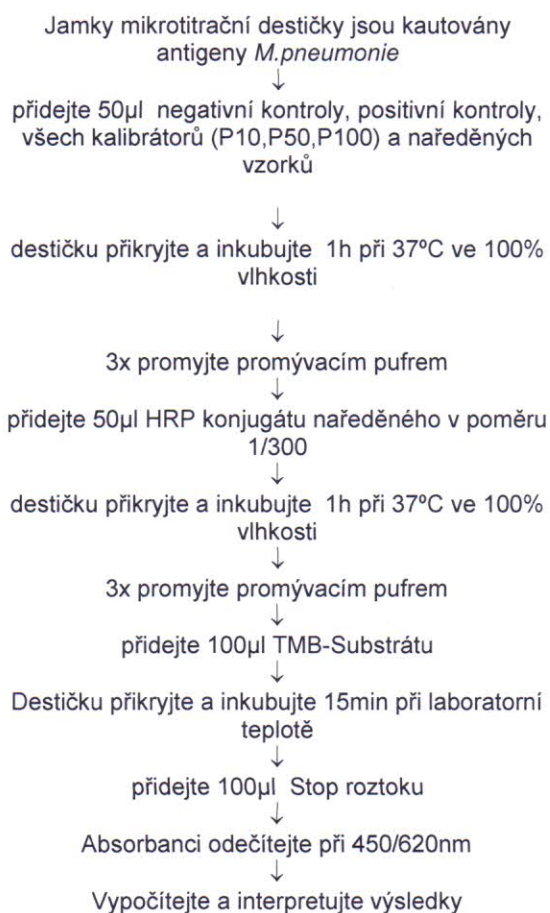 Jamky mikrotitrační destičky jsou kautovány
antigeny M.pneumonie
↓
přidejte 50µl negativní kontroly, positivní kontroly,
všech kalibrátorů (P10,P50,P100) a naředěných
vzorků
↓
destičku přikryjte a inkubujte 1h při 37ºC ve 100%
vlhkosti
↓
3x promyjte promývacím pufrem
↓
přidejte 50µl HRP konjugátu naředěného v poměru
1/300
↓
destičku přikryjte a inkubujte 1h při 37ºC ve 100%
vlhkosti
↓
3x promyjte promývacím pufrem
↓
přidejte 100µl TMB-Substrátu
↓
Destičku přikryjte a inkubujte 15min při laboratorní
teplotě
↓
přidejte 100µl Stop roztoku
↓
Absorbanci odečítejte při 450/620nm
↓
Vypočítejte a interpretujte výsledky